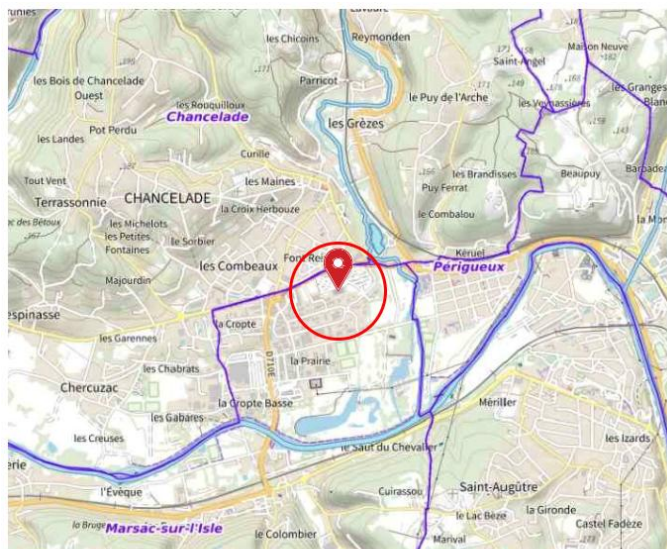 Reymonden
les Chicoins
Saint-Angel
Maison Neuve
Parricot
les Bois de Chancelade
Ouest
le Puy de l'Arche
les Rouquilloux
Chancelade
les Grèzes
Pot Perdu
les Landes
Curille
les Brandisses
Beaupuy
Tout Vent
les Maines
Puy Ferrat
Terrassonnie
CHANCELADE
la Croix Herbouze
le Combalou
les Michelots
les Petites
Fontaines
le Sorbier
Kéruel
les Combeaux
Périgueux
Majourdin
espinasse
la Cropte
les Garennes
D710E
la Prairie
les Chabrats
Chercuzac
la Cropte Basse
Mériller
les Gabares
les Creuses
le Saut du Chevalier
les Izards
l'Évêque
Cuirassou
Saint-Augûtre
la Gironde
Marsac-sur-l'Isle
le Lac Bèze
Castel Fadèze
le Colombier
Marival